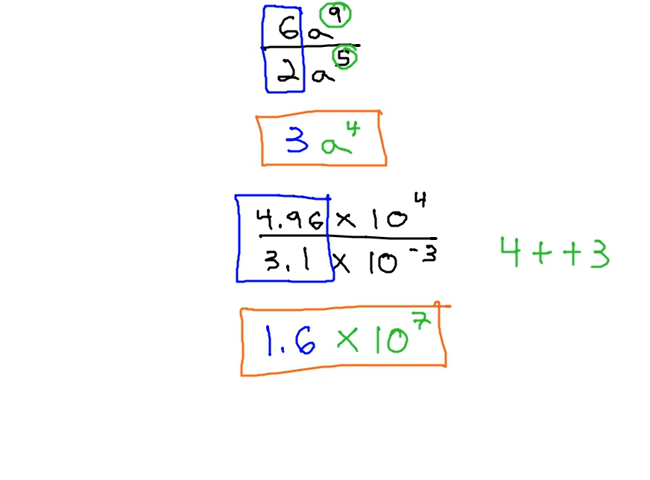 6a⁹
2a⁵
3a⁴
4.96 × 10⁴
3.1 × 10⁻³
4 + + 3
1.6 × 10⁷